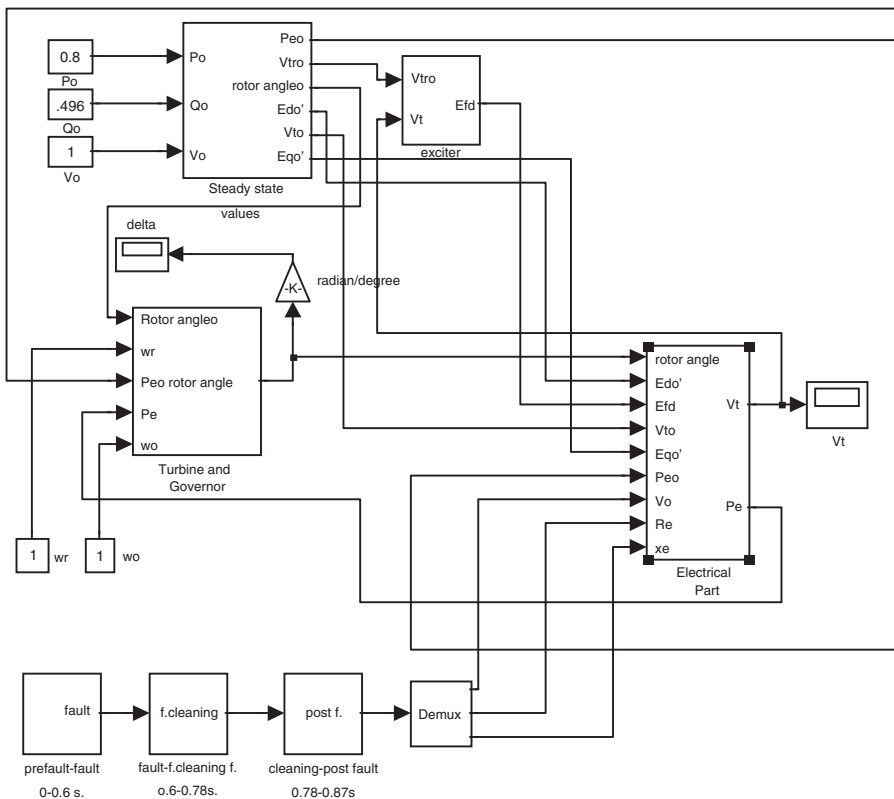 0.8
Po
.496
Qo
1
Vo
Po
Qo
Vo
Peo
Vtro
rotor angleo
Edo'
Vto
Eqo'
Steady state
values
Vtro
Vt
Efd
exciter
delta
-K-
radian/degree
Rotor angleo
wr
Peo rotor angle
Pe
wo
Turbine and
Governor
1
wr
1
wo
rotor angle
Edo'
Efd
Vto
Eqo'
Peo
Vo
Re
xe
Vt
Pe
Electrical
Part
Vt
fault
prefault-fault
0-0.6 s.
f.cleaning
fault-f.cleaning f.
o.6-0.78s.
post f.
cleaning-post fault
0.78-0.87s
Demux